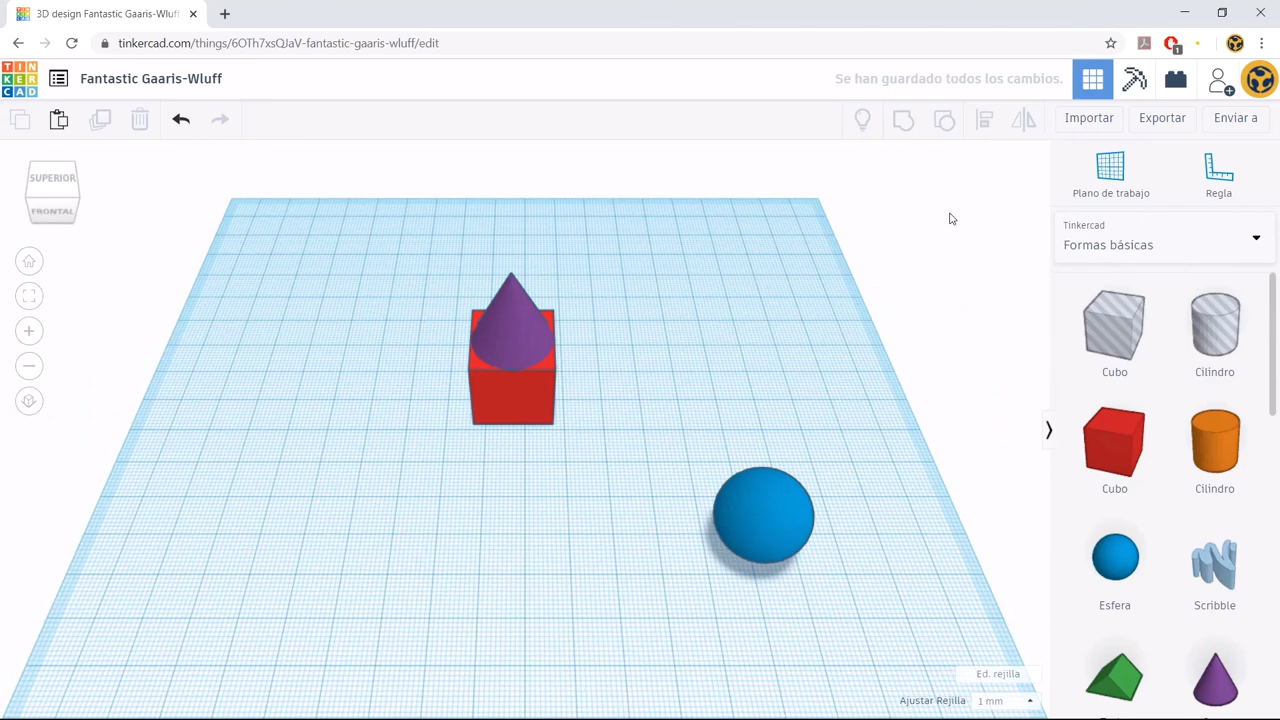 3D design Fantastic Gaaris-Wluff
tinkercad.com/things/6OTh7xsQJaV-fantastic-gaaris-wluff/edit
1
TIN
KER
CAD
Fantastic Gaaris-Wluff
Se han guardado todos los cambios.
Importar
Exportar
Enviar a
SUPERIOR
FRONTAL
Plano de trabajo
Regla
Tinkercad
Formas básicas
Cubo
Cilindro
Cubo
Cilindro
Esfera
Scribble
Ed. rejilla
Ajustar Rejilla 1 mm